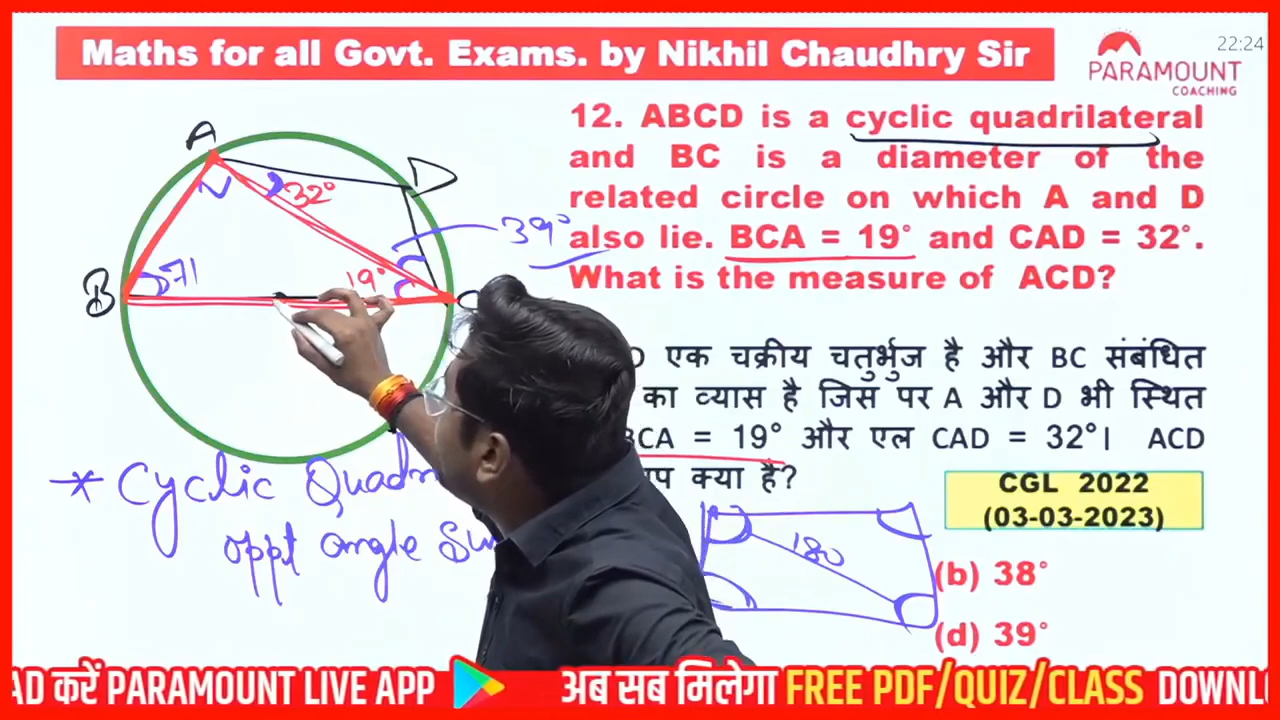 Maths for all Govt. Exams. by Nikhil Chaudhry Sir
PARAMOUNT
COACHING
22:24
12. ABCD is a cyclic quadrilateral
and BC is a diameter of the
related circle on which A and D
also lie. BCA = 19° and CAD = 32°.
What is the measure of ACD?
एक चक्रीय चतुर्भुज है और BC संबंधित
का व्यास है जिस पर A और D भी स्थित
BCA = 19° और एल CAD = 32°। ACD
क्या है?
CGL 2022
(03-03-2023)
(b) 38°
(d) 39°
A
D
32°
39°
B
71
19°
* Cyclic
oppt angle
180
AD करें PARAMOUNT LIVE APP
अब सब मिलेगा FREE PDF/QUIZ/CLASS